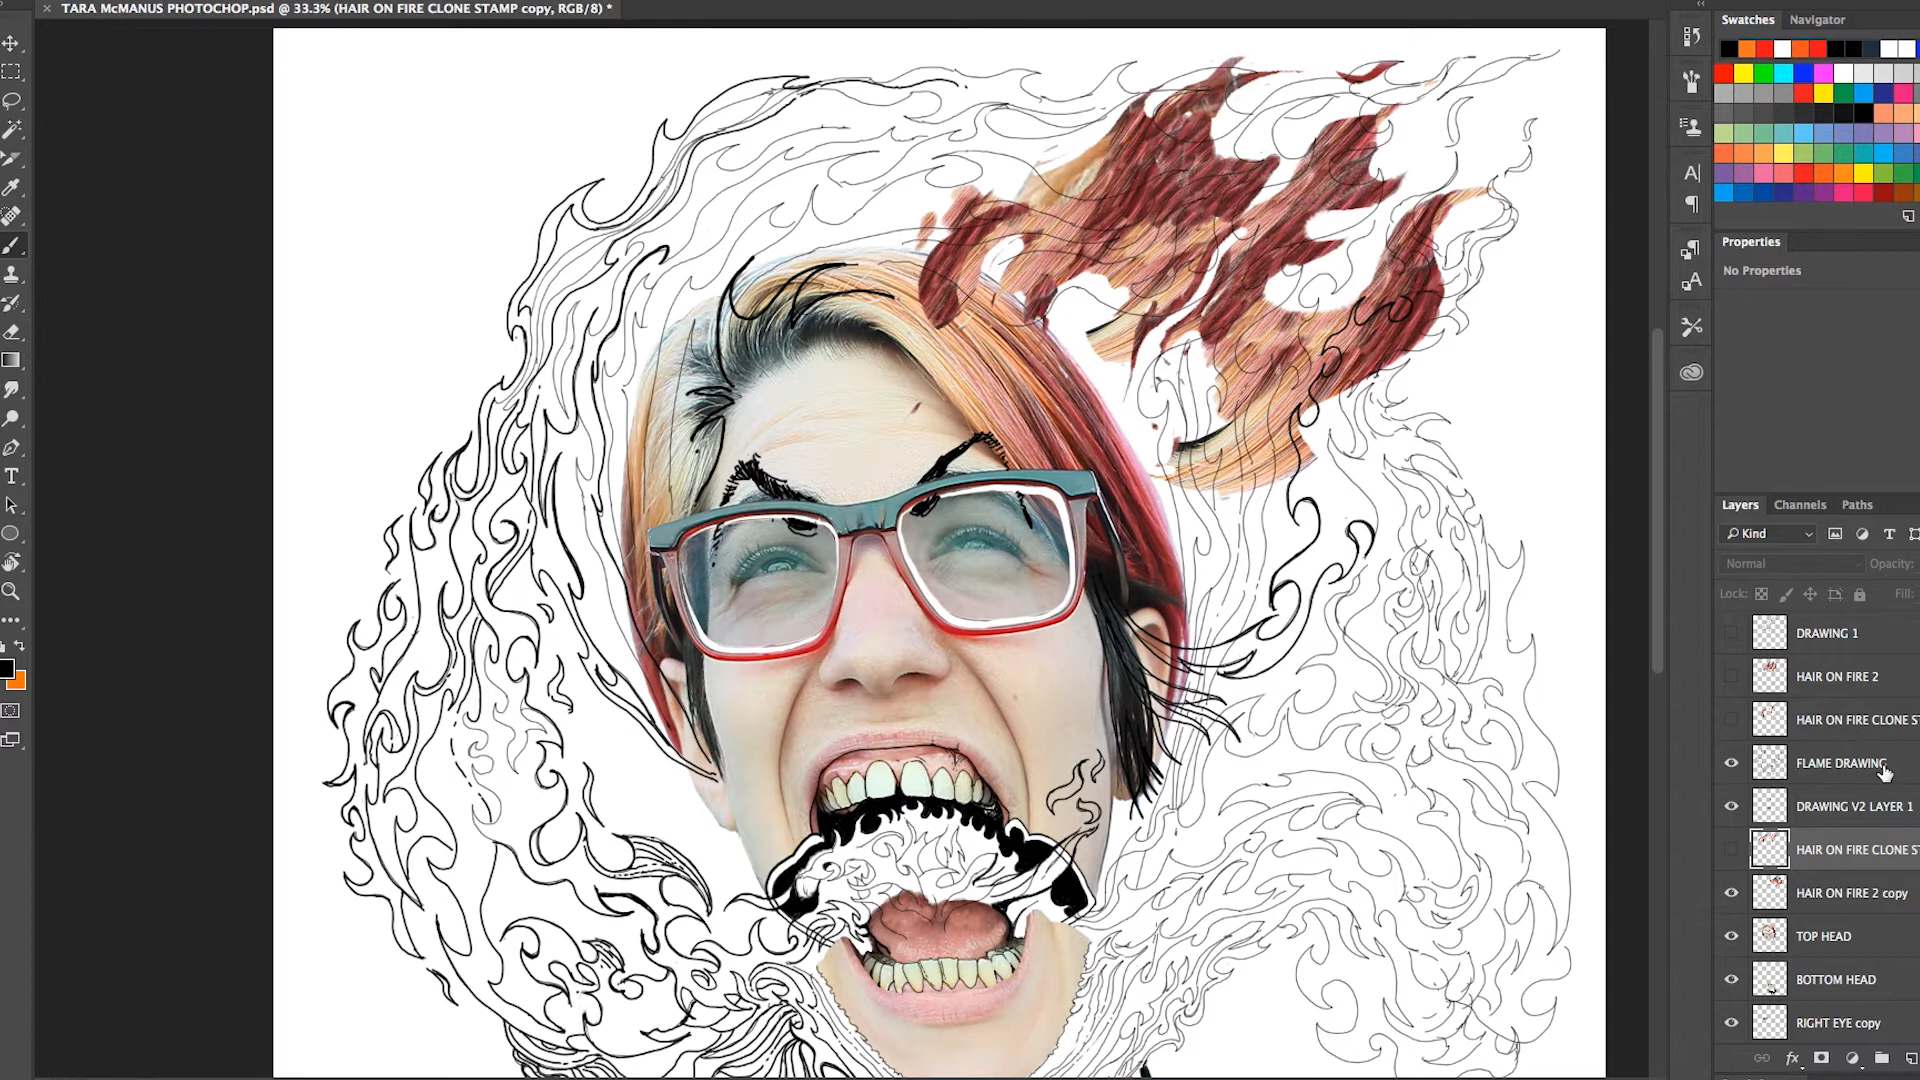 × TARA McMANUS PHOTOCHOP.psd @ 33.3% (HAIR ON FIRE CLONE STAMP copy, RGB/8) *
Swatches Navigator
Properties
No Properties
Layers Channels Paths
Kind
Normal Opacity:
Lock: Fill:
DRAWING 1
HAIR ON FIRE 2
HAIR ON FIRE CLONE ST
FLAME DRAWING
DRAWING V2 LAYER 1
HAIR ON FIRE CLONE ST
HAIR ON FIRE 2 copy
TOP HEAD
BOTTOM HEAD
RIGHT EYE copy
fx